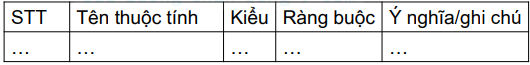 STT Tên thuộc tính Kiểu Ràng buộc Ý nghĩa/ghi chú
… … … … …